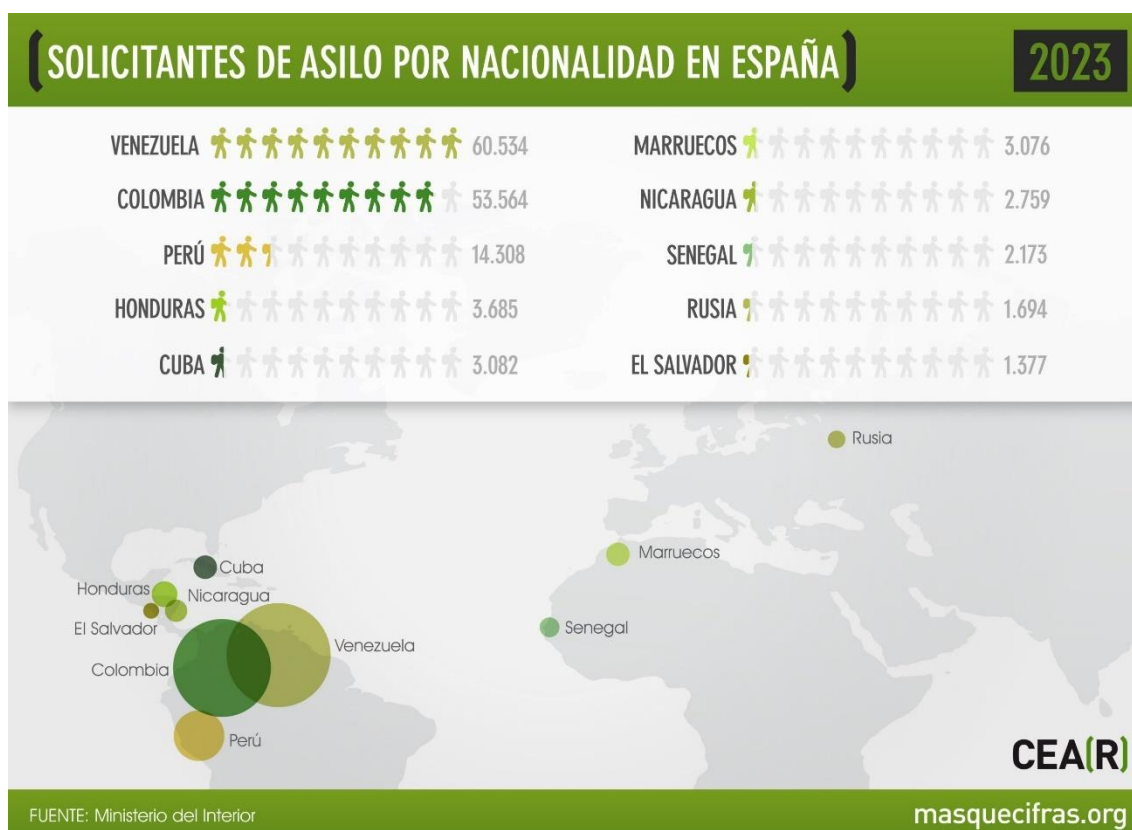 (SOLICITANTES DE ASILO POR NACIONALIDAD EN ESPAÑA)
2023
VENEZUELA 60.534
COLOMBIA 53.564
PERÚ 14.308
HONDURAS 3.685
CUBA 3.082
MARRUECOS 3.076
NICARAGUA 2.759
SENEGAL 2.173
RUSIA 1.694
EL SALVADOR 1.377
Rusia
Marruecos
Cuba
Honduras
Nicaragua
El Salvador
Senegal
Venezuela
Colombia
Perú
CEA(R)
FUENTE: Ministerio del Interior
masquecifras.org